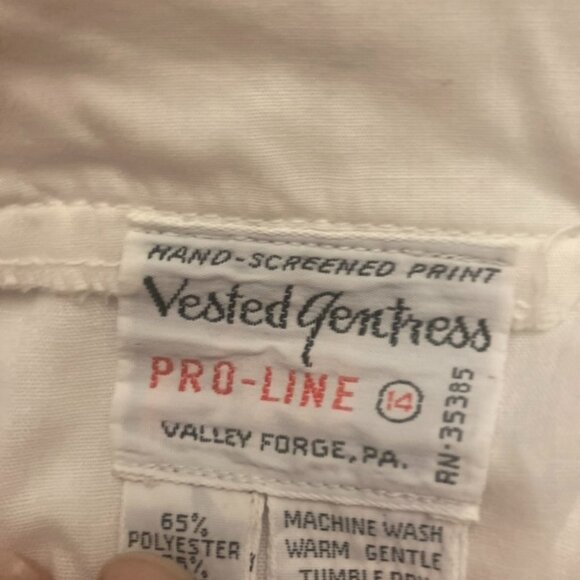 HAND-SCREENED PRINT
Vested Gentress
PRO-LINE 14
RN·35385
VALLEY FORGE, PA.
65%
POLYESTER
MACHINE WASH
WARM GENTLE
TUMBLE